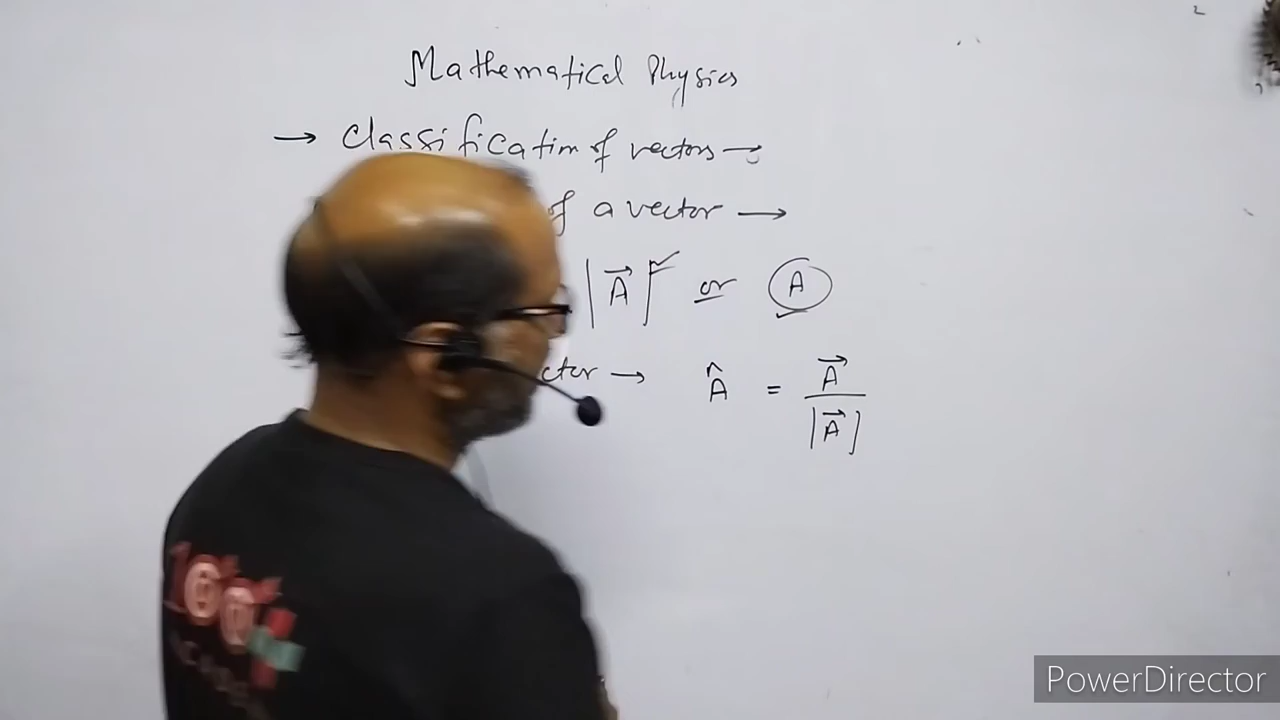 Mathematical Physics
→ Classification of vectors →
of a vector →
|A⃗| or A
ctor → Â = A⃗ / |A⃗|
PowerDirector